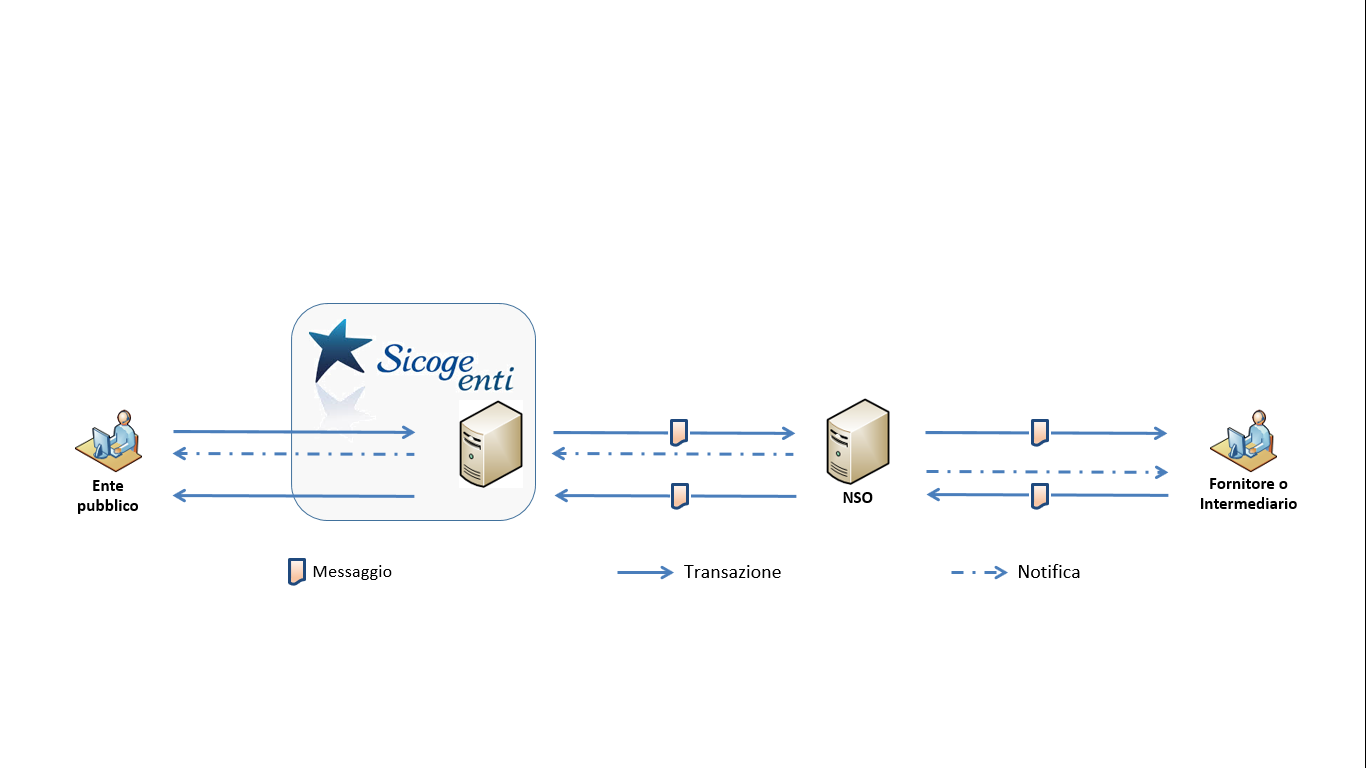 Sicoge
enti
Ente
pubblico
NSO
Fornitore o
Intermediario
Messaggio
Transazione
Notifica